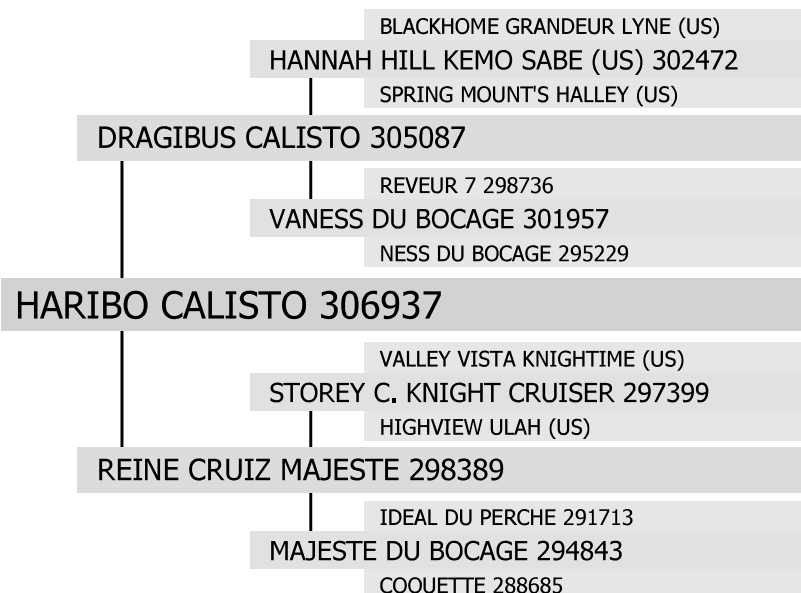 BLACKHOME GRANDEUR LYNE (US)
HANNAH HILL KEMO SABE (US) 302472
SPRING MOUNT'S HALLEY (US)
DRAGIBUS CALISTO 305087
REVEUR 7 298736
VANESS DU BOCAGE 301957
NESS DU BOCAGE 295229
HARIBO CALISTO 306937
VALLEY VISTA KNIGHTIME (US)
STOREY C. KNIGHT CRUISER 297399
HIGHVIEW ULAH (US)
REINE CRUIZ MAJESTE 298389
IDEAL DU PERCHE 291713
MAJESTE DU BOCAGE 294843
COQUETTE 288685